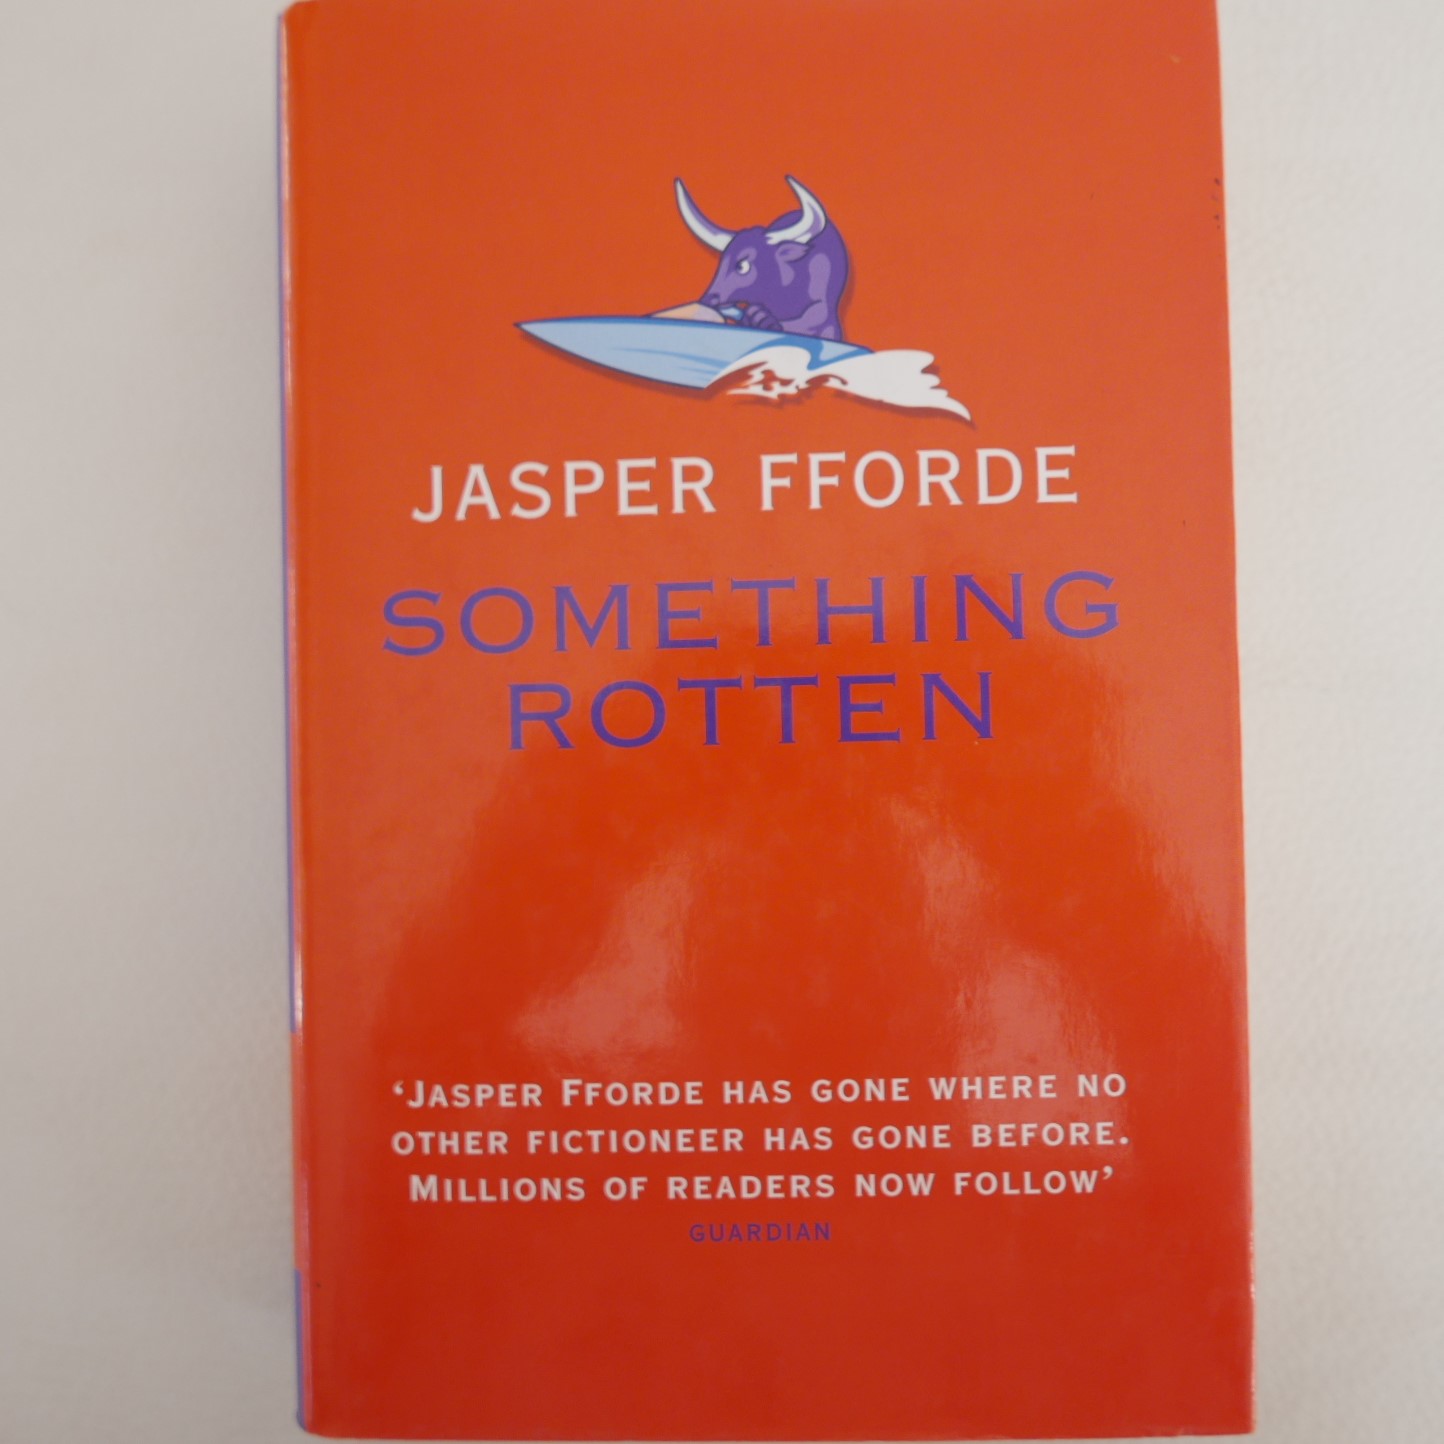 JASPER FFORDE
SOMETHING
ROTTEN
‘JASPER FFORDE HAS GONE WHERE NO
OTHER FICTIONEER HAS GONE BEFORE.
MILLIONS OF READERS NOW FOLLOW’
GUARDIAN